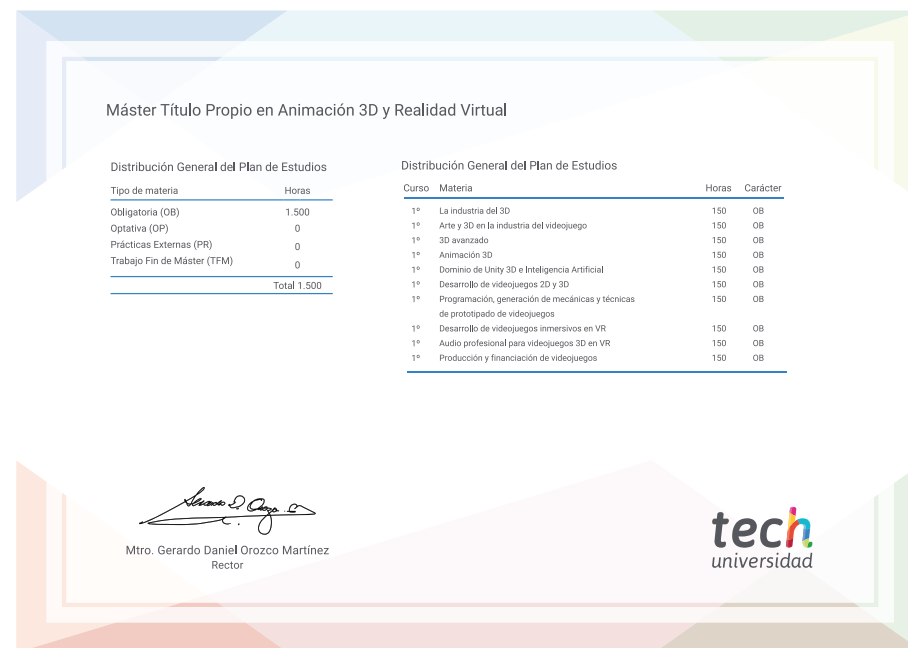 Máster Título Propio en Animación 3D y Realidad Virtual
Distribución General del Plan de Estudios
Tipo de materia Horas
Obligatoria (OB) 1.500
Optativa (OP) 0
Prácticas Externas (PR) 0
Trabajo Fin de Máster (TFM) 0
Total 1.500
Distribución General del Plan de Estudios
Curso Materia Horas Carácter
1º La industria del 3D 150 OB
1º Arte y 3D en la industria del videojuego 150 OB
1º 3D avanzado 150 OB
1º Animación 3D 150 OB
1º Dominio de Unity 3D e Inteligencia Artificial 150 OB
1º Desarrollo de videojuegos 2D y 3D 150 OB
1º Programación, generación de mecánicas y técnicas 150 OB
de prototipado de videojuegos
1º Desarrollo de videojuegos inmersivos en VR 150 OB
1º Audio profesional para videojuegos 3D en VR 150 OB
1º Producción y financiación de videojuegos 150 OB
Mtro. Gerardo Daniel Orozco Martínez
Rector
tech
universidad